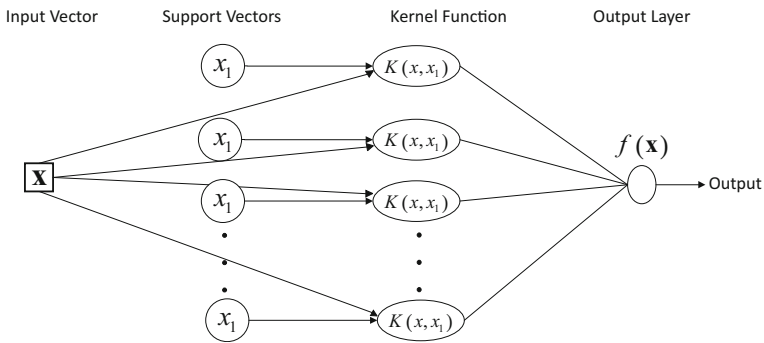 Input Vector Support Vectors Kernel Function Output Layer
x₁ K(x, x₁)
x₁ K(x, x₁)
f(𝐱)
𝐱 Output
x₁ K(x, x₁)
x₁ K(x, x₁)